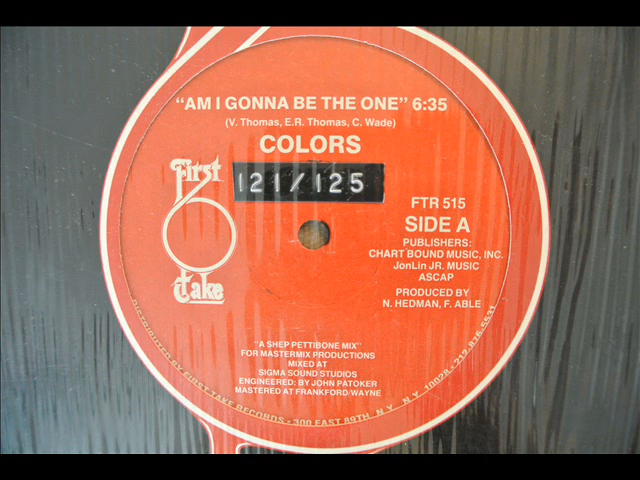 "AM I GONNA BE THE ONE" 6:35
(V. Thomas, E.R. Thomas, C. Wade)
COLORS
First
Take
121/125
FTR 515
SIDE A
PUBLISHERS:
CHART BOUND MUSIC, INC.
JonLin JR. MUSIC
ASCAP
PRODUCED BY
N. HEDMAN, F. ABLE
"A SHEP PETTIBONE MIX"
FOR MASTERMIX PRODUCTIONS
MIXED AT
SIGMA SOUND STUDIOS
ENGINEERED: BY JOHN PATOKER
MASTERED AT FRANKFORD/WAYNE
DISTRIBUTED BY FIRST TAKE RECORDS - 300 EAST 89TH, N.Y. N.Y. 10028 - 212-876-5531